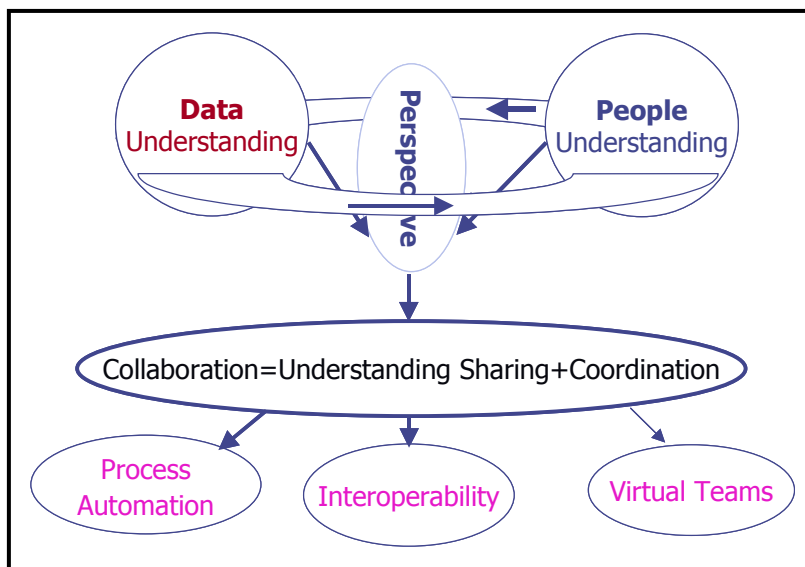 Data
Understanding
Perspective
People
Understanding
Collaboration=Understanding Sharing+Coordination
Process
Automation
Interoperability
Virtual Teams